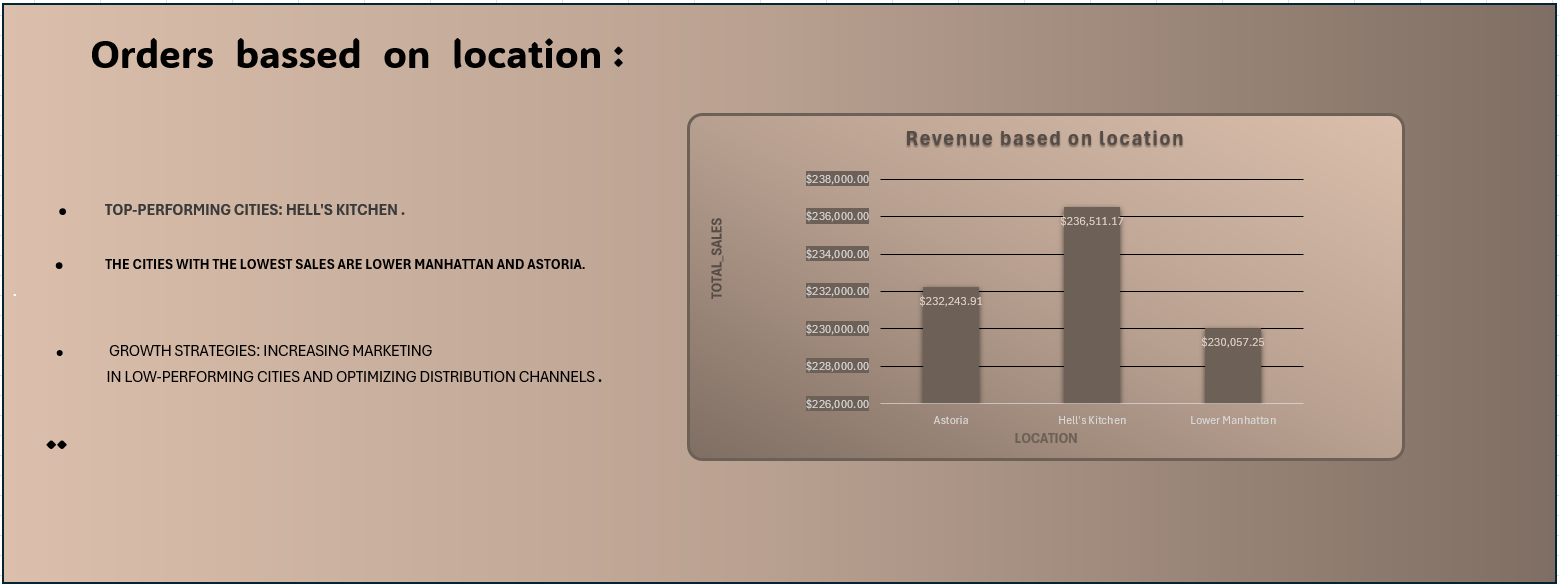 Orders bassed on location :
• TOP-PERFORMING CITIES: HELL'S KITCHEN .
• THE CITIES WITH THE LOWEST SALES ARE LOWER MANHATTAN AND ASTORIA.
• GROWTH STRATEGIES: INCREASING MARKETING
IN LOW-PERFORMING CITIES AND OPTIMIZING DISTRIBUTION CHANNELS .
Revenue based on location
TOTAL_SALES
$238,000.00
$236,000.00
$234,000.00
$232,000.00
$230,000.00
$228,000.00
$226,000.00
$232,243.91
$236,511.17
$230,057.25
Astoria
Hell's Kitchen
Lower Manhattan
LOCATION